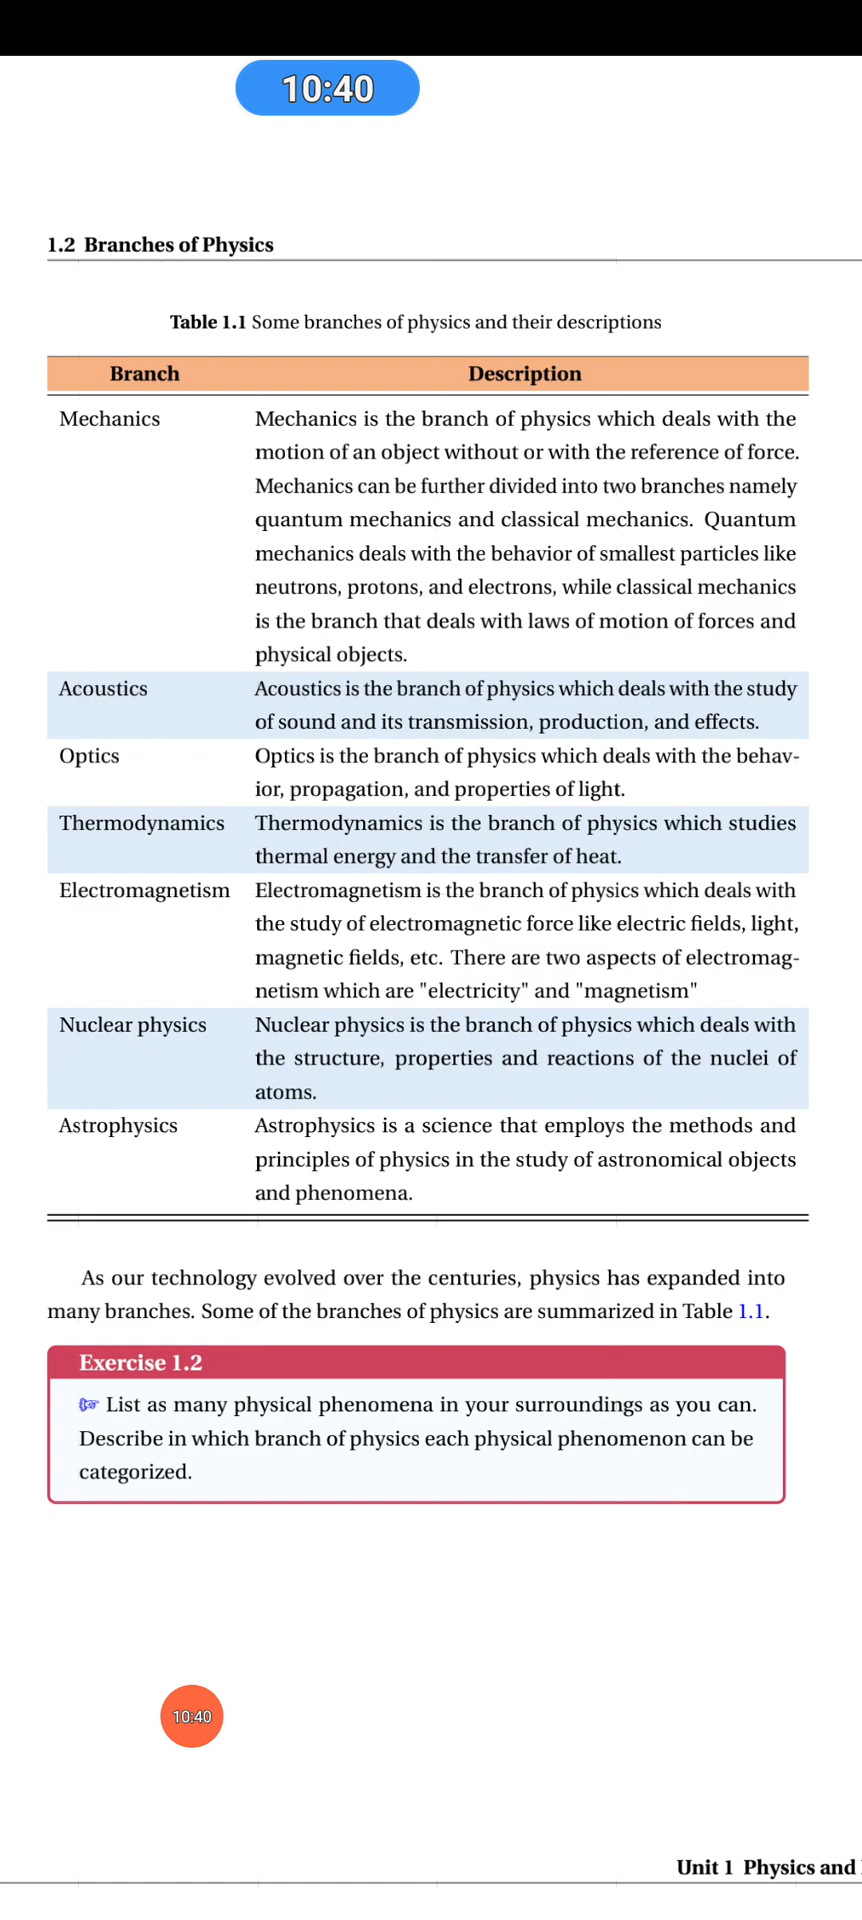 10:40
1.2 Branches of Physics
Table 1.1 Some branches of physics and their descriptions
Branch Description
Mechanics Mechanics is the branch of physics which deals with the
motion of an object without or with the reference of force.
Mechanics can be further divided into two branches namely
quantum mechanics and classical mechanics. Quantum
mechanics deals with the behavior of smallest particles like
neutrons, protons, and electrons, while classical mechanics
is the branch that deals with laws of motion of forces and
physical objects.
Acoustics Acoustics is the branch of physics which deals with the study
of sound and its transmission, production, and effects.
Optics Optics is the branch of physics which deals with the behav-
ior, propagation, and properties of light.
Thermodynamics Thermodynamics is the branch of physics which studies
thermal energy and the transfer of heat.
Electromagnetism Electromagnetism is the branch of physics which deals with
the study of electromagnetic force like electric fields, light,
magnetic fields, etc. There are two aspects of electromag-
netism which are "electricity" and "magnetism"
Nuclear physics Nuclear physics is the branch of physics which deals with
the structure, properties and reactions of the nuclei of
atoms.
Astrophysics Astrophysics is a science that employs the methods and
principles of physics in the study of astronomical objects
and phenomena.
As our technology evolved over the centuries, physics has expanded into
many branches. Some of the branches of physics are summarized in Table 1.1.
Exercise 1.2
List as many physical phenomena in your surroundings as you can.
Describe in which branch of physics each physical phenomenon can be
categorized.
10:40
Unit 1 Physics and